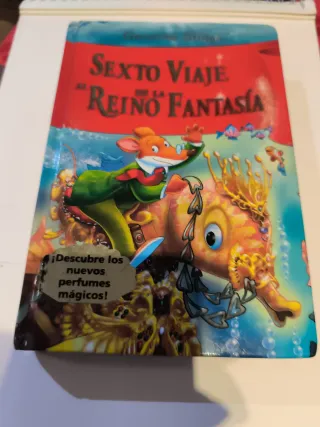 SEXTO VIAJE
AL REINO DE LA FANTASÍA
¡Descubre los
nuevos
perfumes
mágicos!